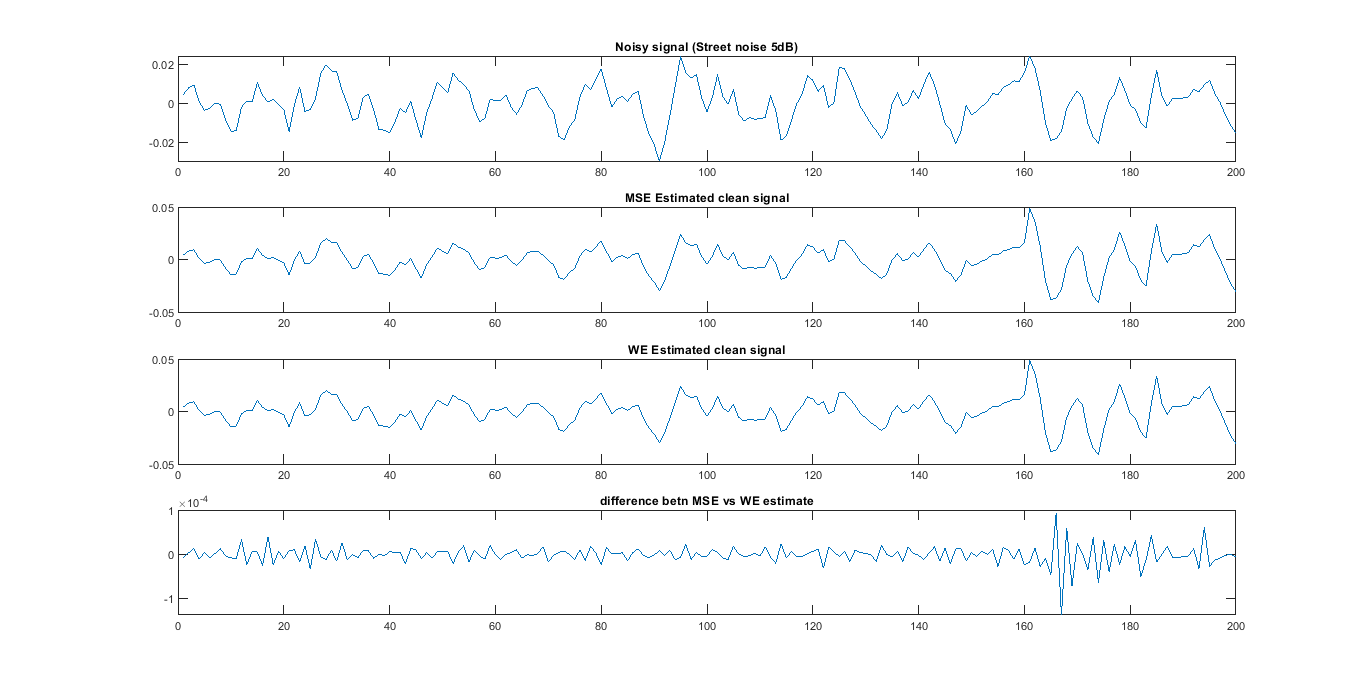 Noisy signal (Street noise 5dB)
0.02
0
-0.02
0 20 40 60 80 100 120 140 160 180 200
MSE Estimated clean signal
0.05
0
-0.05
0 20 40 60 80 100 120 140 160 180 200
WE Estimated clean signal
0.05
0
-0.05
0 20 40 60 80 100 120 140 160 180 200
difference betn MSE vs WE estimate
×10⁻⁴
1
0
-1
0 20 40 60 80 100 120 140 160 180 200